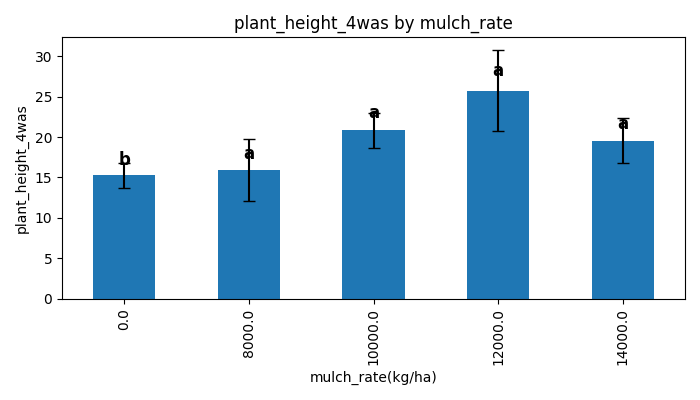 plant_height_4was by mulch_rate
plant_height_4was
30
25
20
15
10
5
0
b
a
a
a
a
0.0
8000.0
10000.0
12000.0
14000.0
mulch_rate(kg/ha)